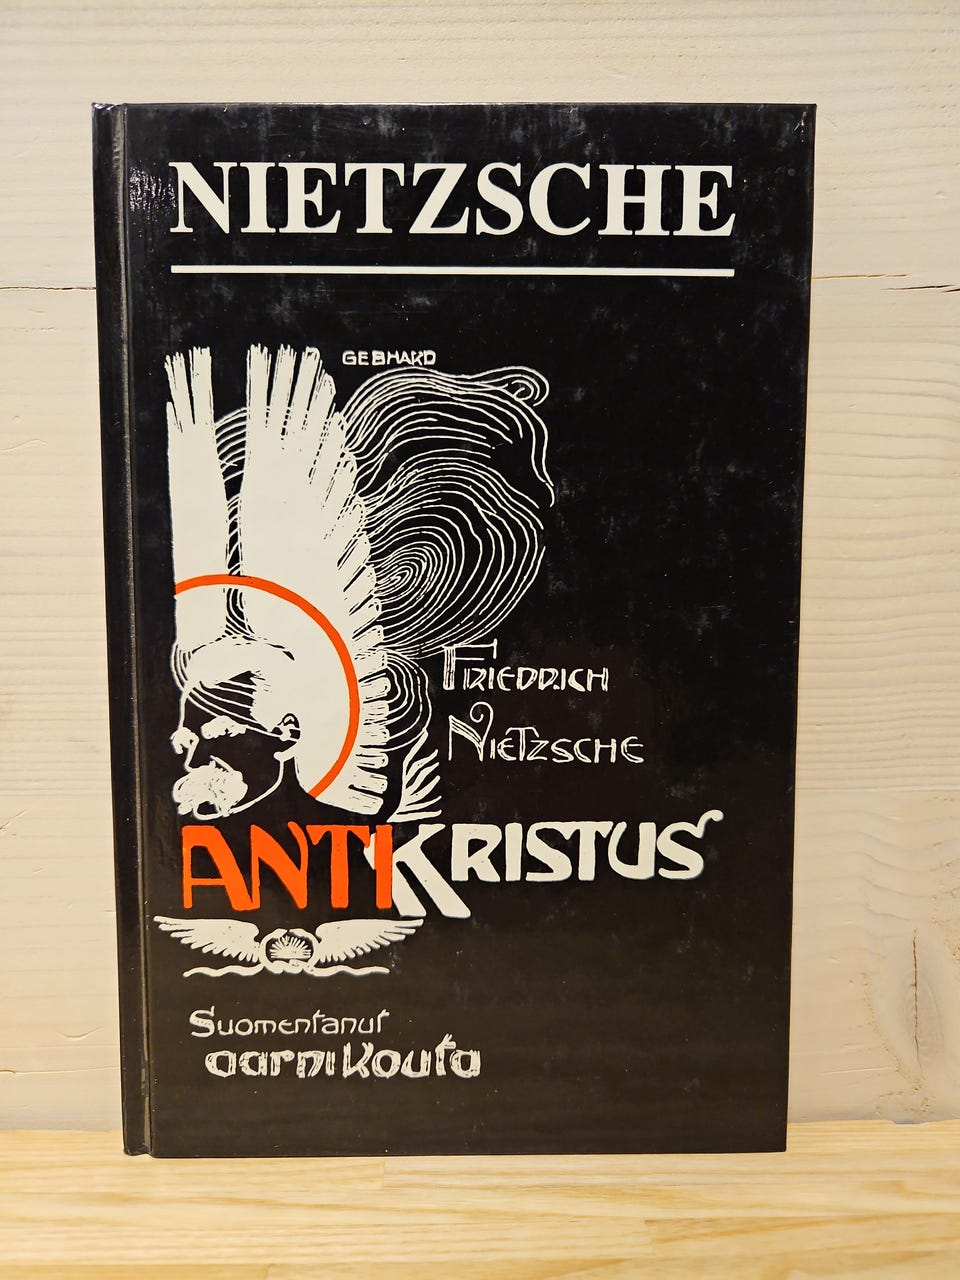 NIETZSCHE
GEBHARD
FRIEDRICH
NIETZSCHE
ANTIKRISTUS
Suomentanut
aarni Kouta